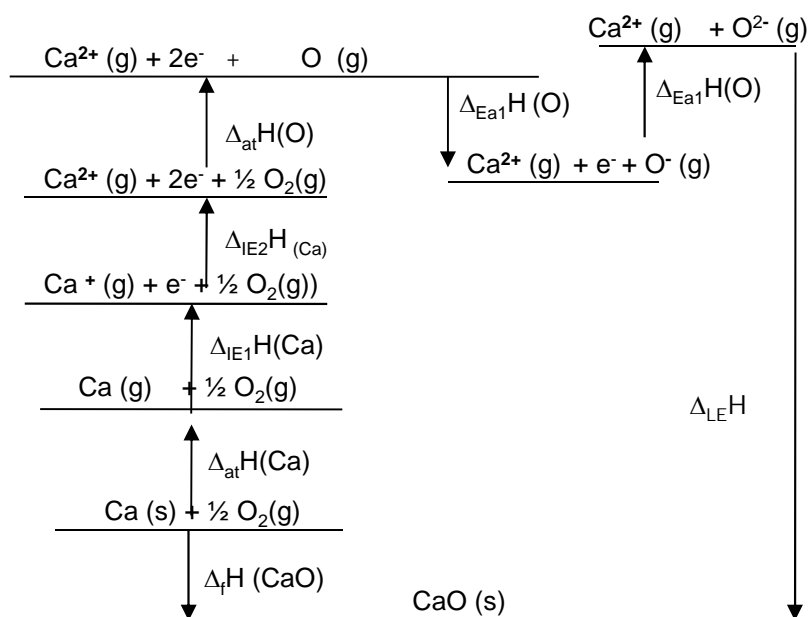 Ca²⁺ (g) + 2e⁻ + O (g)
Ca²⁺ (g) + O²⁻ (g)
Δ_Ea1H (O)
Δ_Ea1H(O)
Δ_atH(O)
Ca²⁺ (g) + e⁻ + O⁻ (g)
Ca²⁺ (g) + 2e⁻ + ½ O₂(g)
Δ_IE2H (Ca)
Ca ⁺ (g) + e⁻ + ½ O₂(g))
Δ_IE1H(Ca)
Ca (g) + ½ O₂(g)
Δ_LEH
Δ_atH(Ca)
Ca (s) + ½ O₂(g)
Δ_fH (CaO)
CaO (s)